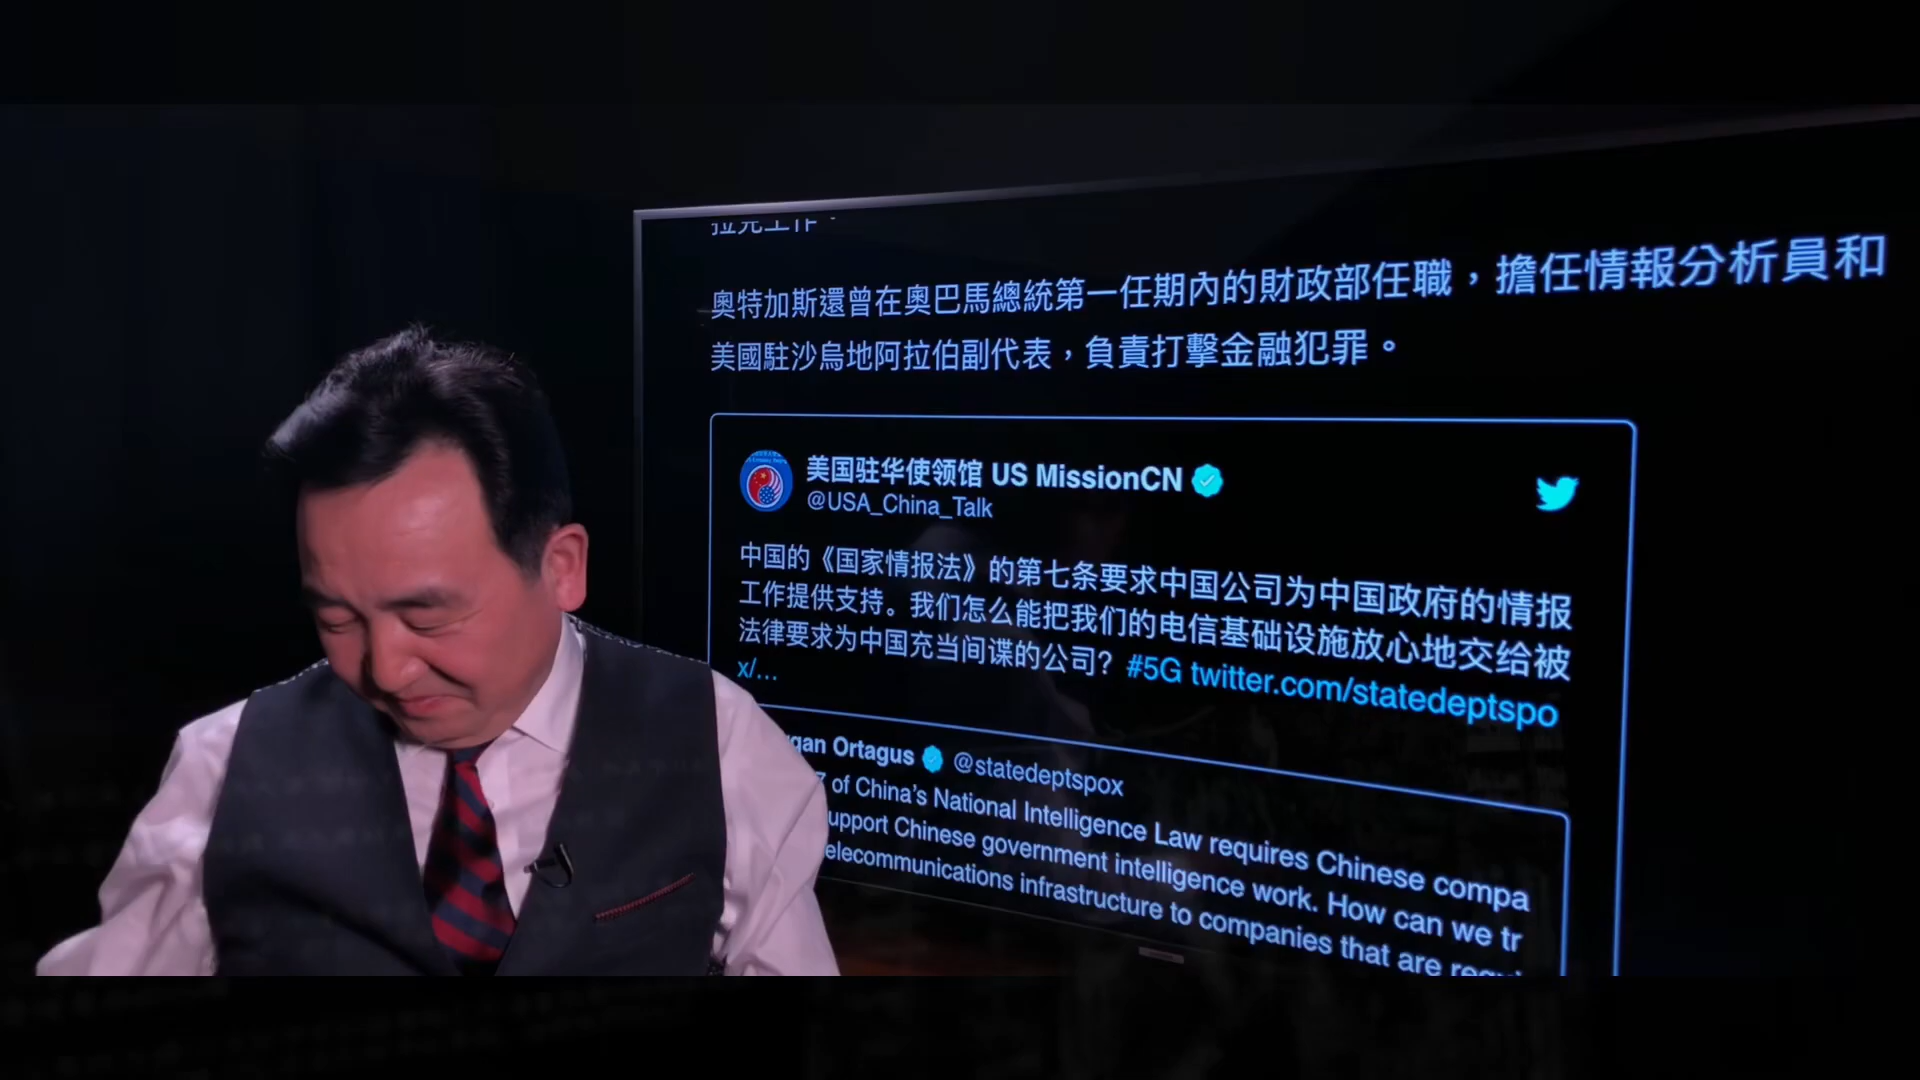 奧特加斯還曾在奧巴馬總統第一任期內的財政部任職，擔任情報分析員和
美國駐沙烏地阿拉伯副代表，負責打擊金融犯罪。
美国驻华使领馆 US MissionCN
@USA_China_Talk
中国的《国家情报法》的第七条要求中国公司为中国政府的情报
工作提供支持。我们怎么能把我们的电信基础设施放心地交给被
法律要求为中国充当间谍的公司？#5G twitter.com/statedeptspo
x/...
Ortagus @statedeptspox
of China's National Intelligence Law requires Chinese compa
upport Chinese government intelligence work. How can we tr
elecommunications infrastructure to companies that are